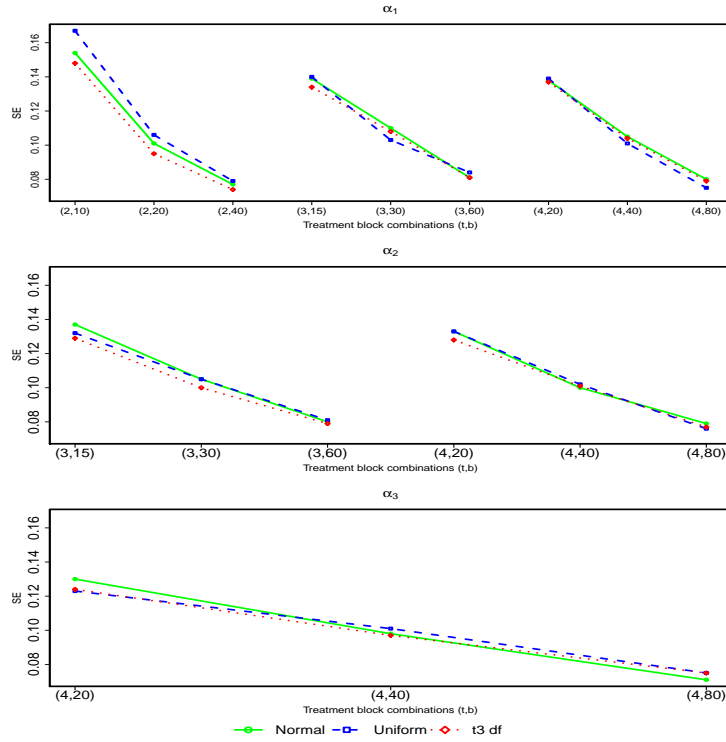 α1
SE
0.08 0.10 0.12 0.14 0.16
(2,10) (2,20) (2,40) (3,15) (3,30) (3,60) (4,20) (4,40) (4,80)
Treatment block combinations (t,b)
α2
SE
0.08 0.10 0.12 0.14 0.16
(3,15) (3,30) (3,60) (4,20) (4,40) (4,80)
Treatment block combinations (t,b)
α3
SE
0.08 0.10 0.12 0.14 0.16
(4,20) (4,40) (4,80)
Treatment block combinations (t,b)
Normal Uniform t3 df